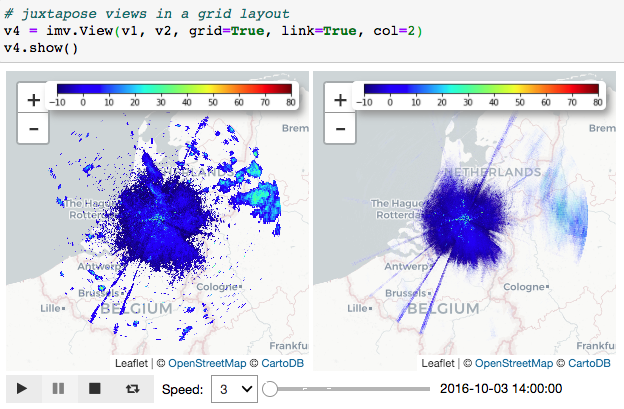 # juxtapose views in a grid layout
v4 = imv.View(v1, v2, grid=True, link=True, col=2)
v4.show()
+
−10 0 10 20 30 40 50 60 70 80
-
Brem
The Hague
Rotter
Antwerp
Brussels
Cologne
Lille
BELGIUM
Frankfu
Leaflet | © OpenStreetMap © CartoDB
+
−10 0 10 20 30 40 50 60 70 80
-
Brem
NETHERLANDS
The Hague
Rotterda
Antwerp
Brussels
Cologne
Lille
BELGIUM
Frankfu
Leaflet | © OpenStreetMap © CartoDB
Speed: 3 2016-10-03 14:00:00